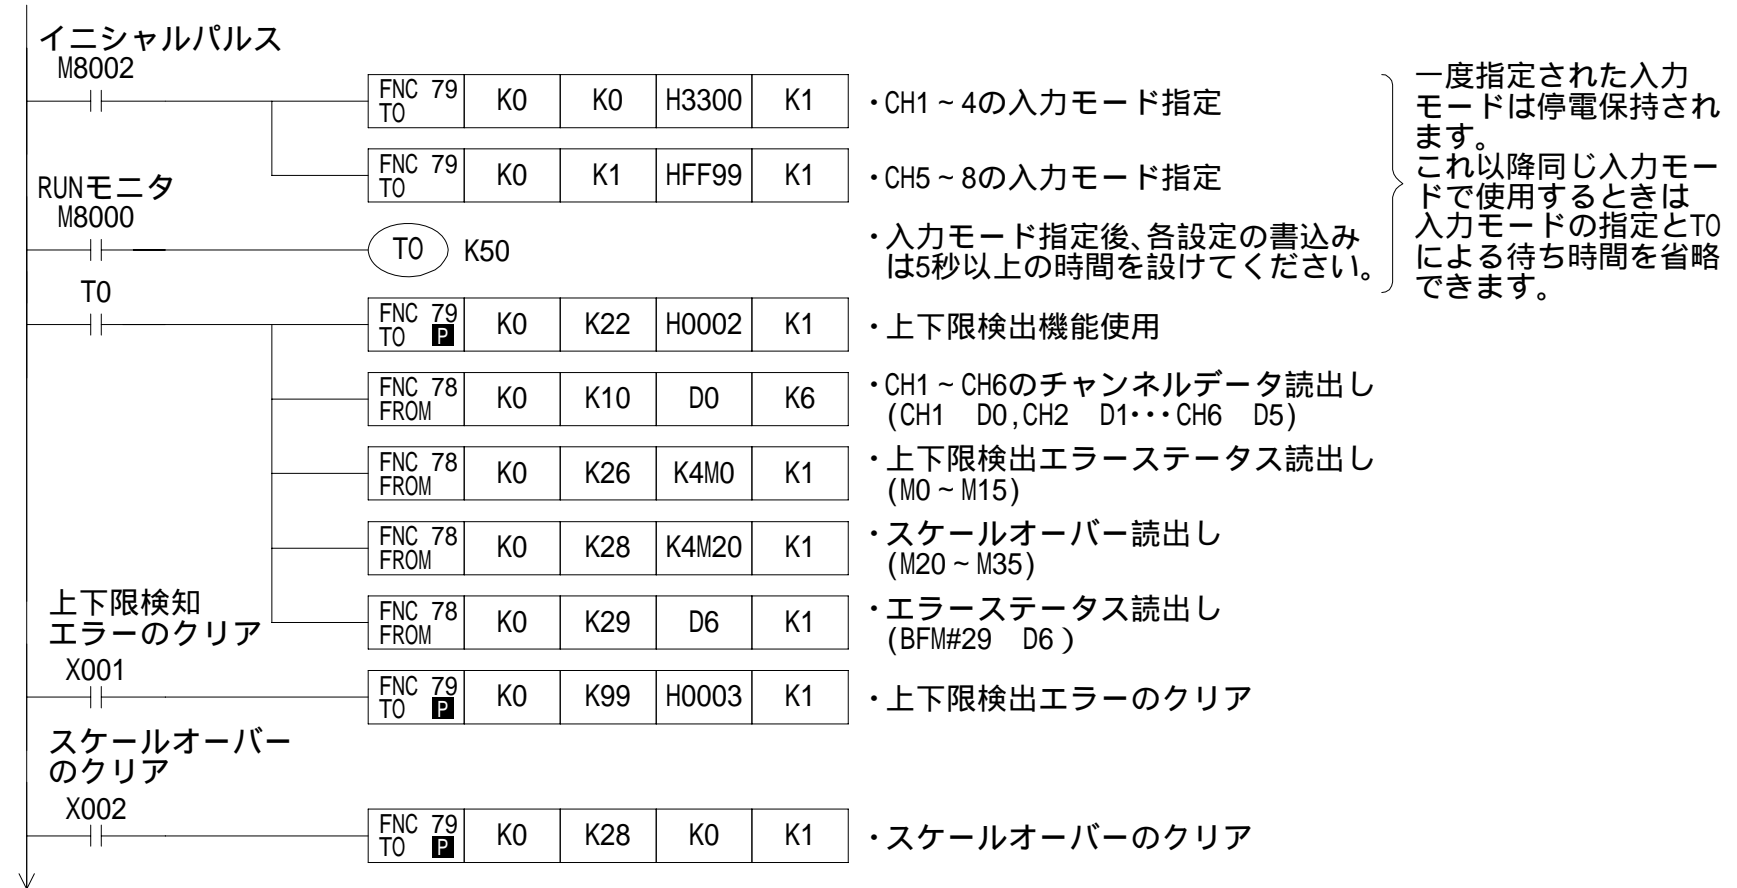 イニシャルパルス
M8002
FNC 79 TO K0 K0 H3300 K1
・CH1~4の入力モード指定
FNC 79 TO K0 K1 HFF99 K1
・CH5~8の入力モード指定
RUNモニタ
M8000
T0 K50
・入力モード指定後、各設定の書込み
は5秒以上の時間を設けてください。
一度指定された入力
モードは停電保持され
ます。
これ以降同じ入力モー
ドで使用するときは
入力モードの指定とT0
による待ち時間を省略
できます。
T0
FNC 79 TO P K0 K22 H0002 K1
・上下限検出機能使用
FNC 78 FROM K0 K10 D0 K6
・CH1~CH6のチャンネルデータ読出し
(CH1 D0,CH2 D1・・・CH6 D5)
FNC 78 FROM K0 K26 K4M0 K1
・上下限検出エラーステータス読出し
(M0~M15)
FNC 78 FROM K0 K28 K4M20 K1
・スケールオーバー読出し
(M20~M35)
FNC 78 FROM K0 K29 D6 K1
・エラーステータス読出し
(BFM#29 D6)
上下限検知
エラーのクリア
X001
FNC 79 TO P K0 K99 H0003 K1
・上下限検出エラーのクリア
スケールオーバー
のクリア
X002
FNC 79 TO P K0 K28 K0 K1
・スケールオーバーのクリア